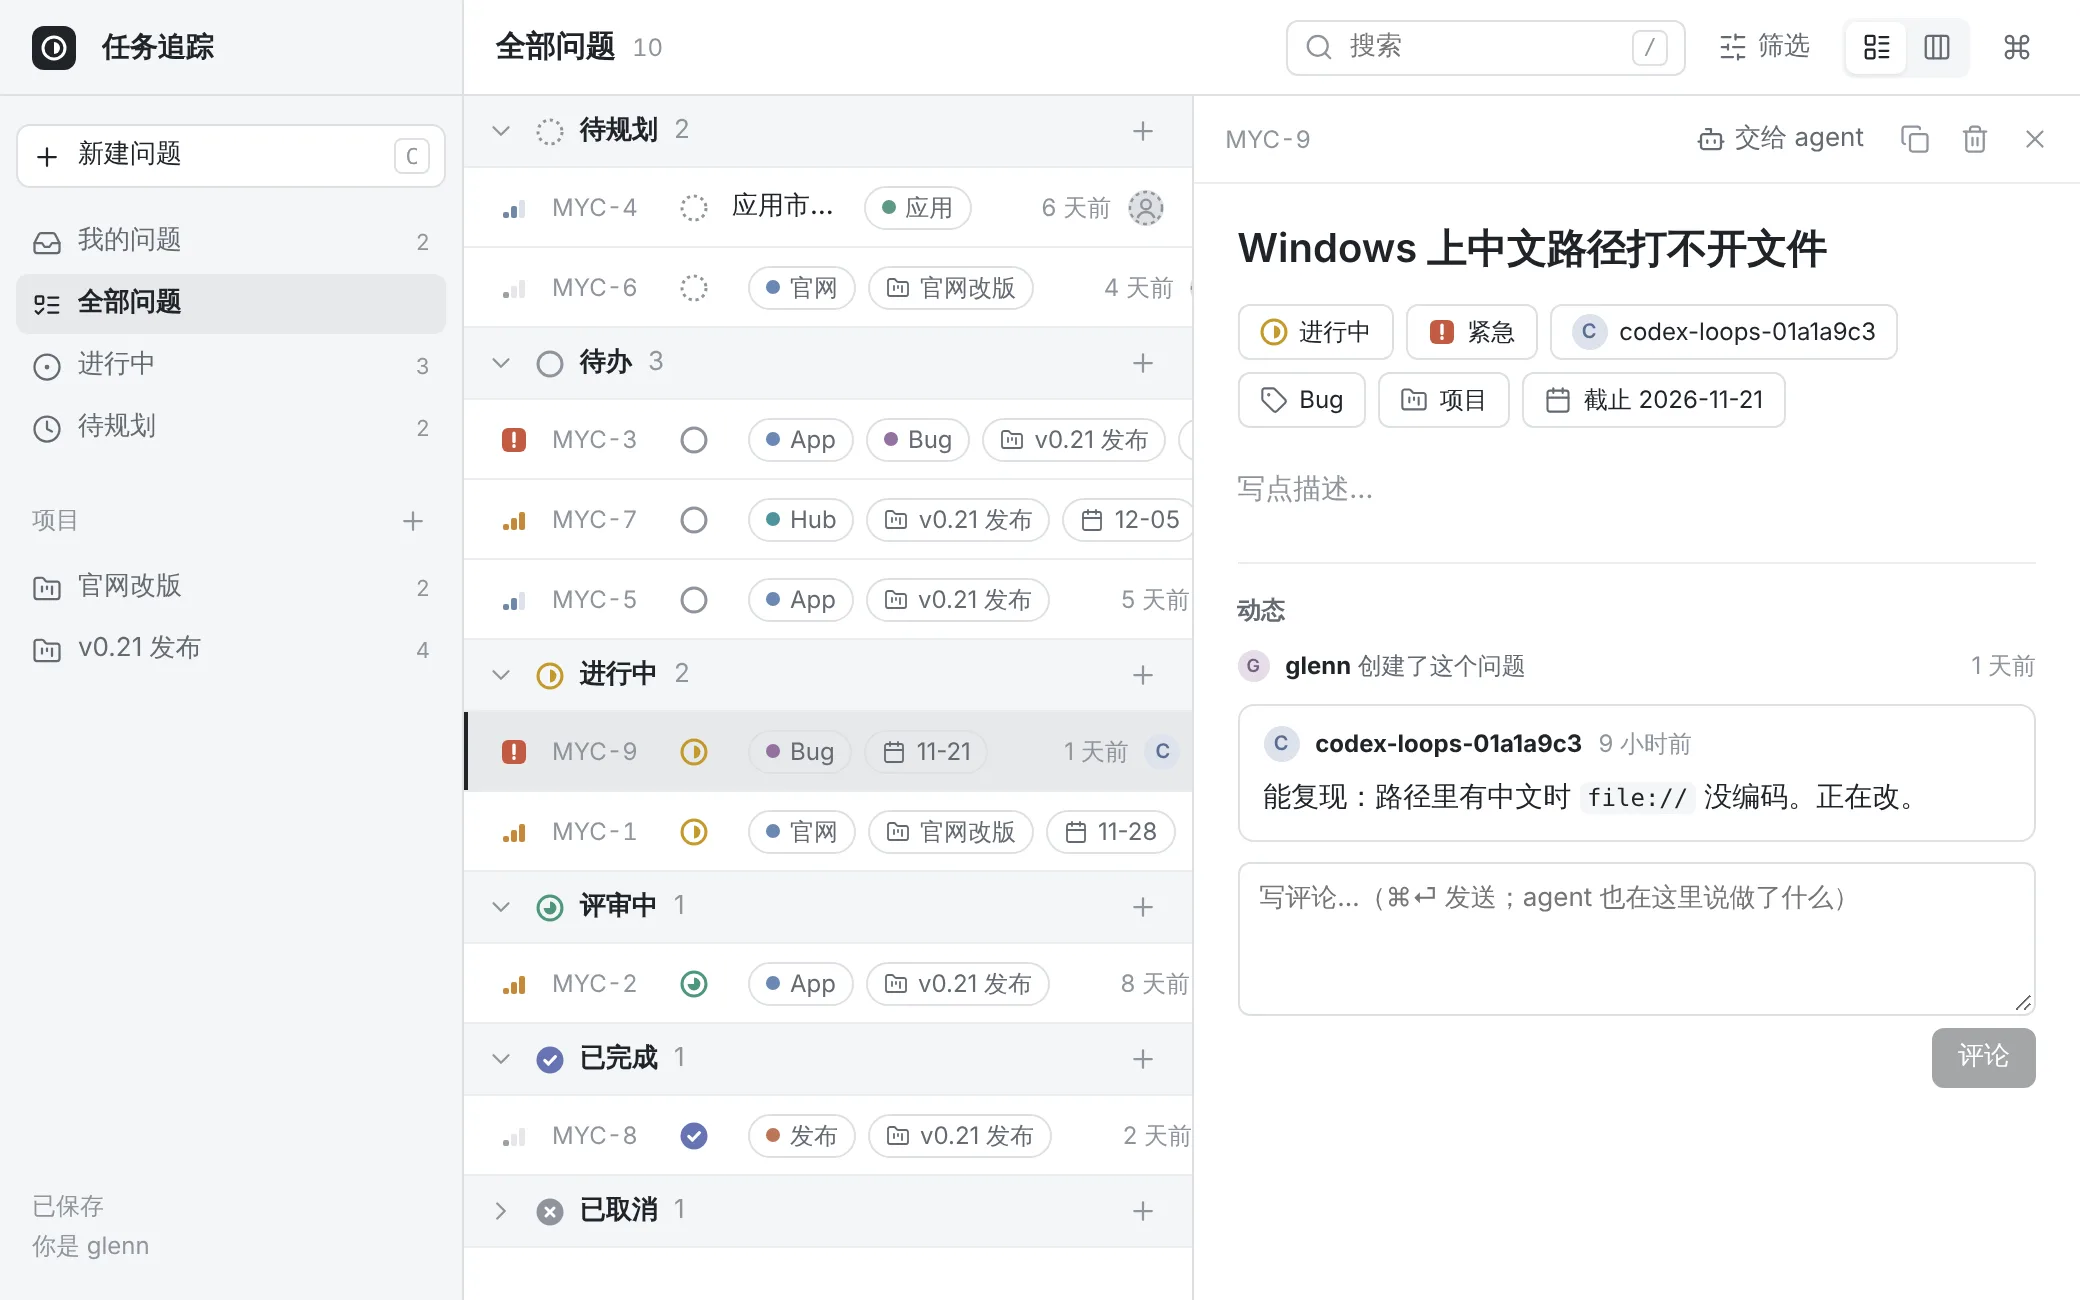 任务追踪
全部问题 10
搜索 /
筛选
新建问题 C
我的问题 2
全部问题
进行中 3
待规划 2
项目
官网改版 2
v0.21 发布 4
已保存
你是 glenn
待规划 2
MYC-4 应用市... 应用 6 天前
MYC-6 官网 官网改版 4 天前
待办 3
MYC-3 App Bug v0.21 发布
MYC-7 Hub v0.21 发布 12-05
MYC-5 App v0.21 发布 5 天前
进行中 2
MYC-9 Bug 11-21 1 天前 C
MYC-1 官网 官网改版 11-28
评审中 1
MYC-2 App v0.21 发布 8 天前
已完成 1
MYC-8 发布 v0.21 发布 2 天前
已取消 1
MYC-9 交给 agent
Windows 上中文路径打不开文件
进行中 紧急 C codex-loops-01a1a9c3
Bug 项目 截止 2026-11-21
写点描述...
动态
G glenn 创建了这个问题 1 天前
C codex-loops-01a1a9c3 9 小时前
能复现：路径里有中文时 file:// 没编码。正在改。
写评论...（⌘⏎ 发送；agent 也在这里说做了什么）
评论